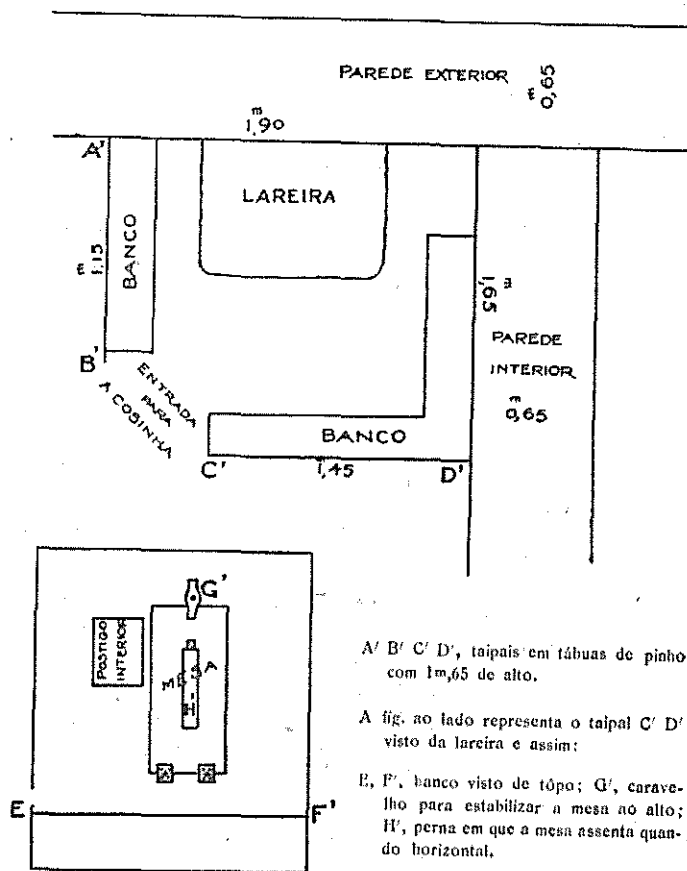 PAREDE EXTERIOR
m
0,65
m
1,90
A'
LAREIRA
BANCO
m
1,15
m
1,65
PAREDE
INTERIOR
m
0,65
B'
ENTRADA
PARA
A COSINHA
BANCO
C'
1,45
D'
G'
POSTIGO
INTERIOR
MESA
H'
E
F'
A' B' C' D', taipais em tábuas de pinho
com 1m,65 de alto.
A fig. ao lado representa o taipal C' D'
visto da lareira e assim:
E, F', banco visto de tôpo; G', carave-
lho para estabilizar a mesa ao alto;
H', perna em que a mesa assenta quan-
do horizontal.